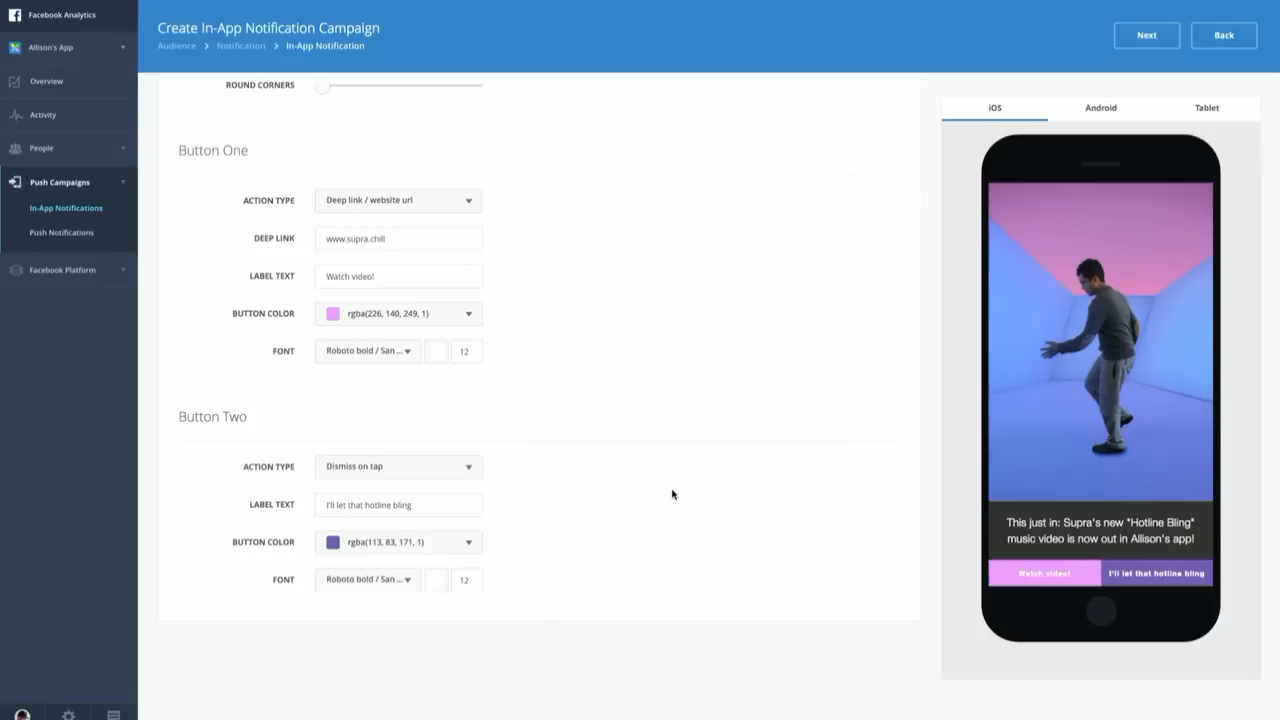 Facebook Analytics
Allison's App
Overview
Activity
People
Push Campaigns
In-App Notifications
Push Notifications
Facebook Platform
Create In-App Notification Campaign
Audience > Notification > In-App Notification
Next
Back
ROUND CORNERS
Button One
ACTION TYPE Deep link / website url
DEEP LINK www.supra.chill
LABEL TEXT Watch video!
BUTTON COLOR rgba(226, 140, 249, 1)
FONT Roboto bold / San ... 12
Button Two
ACTION TYPE Dismiss on tap
LABEL TEXT I'll let that hotline bling
BUTTON COLOR rgba(113, 83, 171, 1)
FONT Roboto bold / San ... 12
iOS Android Tablet
This just in: Supra's new "Hotline Bling"
music video is now out in Allison's app!
Watch video! I'll let that hotline bling